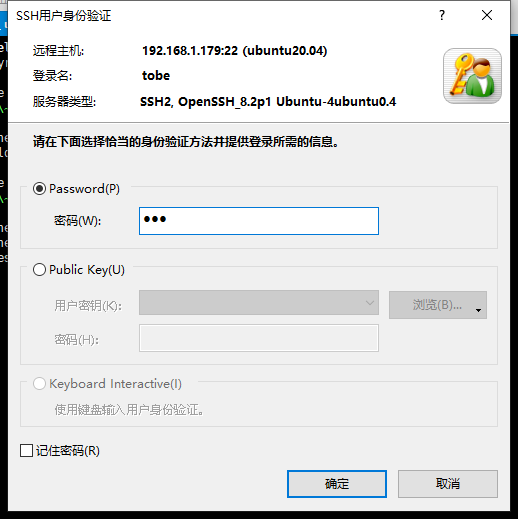 SSH用户身份验证
远程主机: 192.168.1.179:22 (ubuntu20.04)
登录名: tobe
服务器类型: SSH2, OpenSSH_8.2p1 Ubuntu-4ubuntu0.4
请在下面选择恰当的身份验证方法并提供登录所需的信息。
Password(P)
密码(W): ●●●
Public Key(U)
用户密钥(K):
浏览(B)...
密码(H):
Keyboard Interactive(I)
使用键盘输入用户身份验证。
记住密码(R)
确定 取消